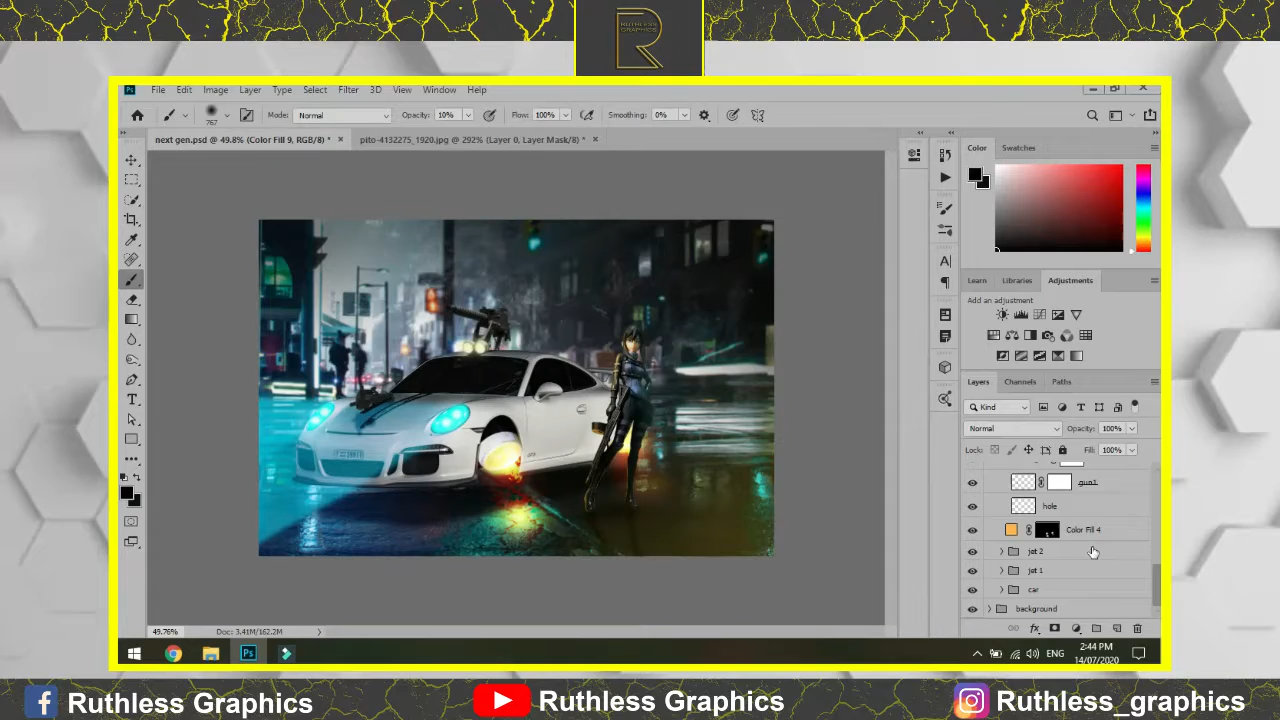 RUTHLESS
GRAPHICS
File Edit Image Layer Type Select Filter 3D View Window Help
767 Mode: Normal Opacity: 10% Flow: 100% Smoothing: 0%
next gen.psd @ 49.8% (Color Fill 9, RGB/8) * × pito-4132275_1920.jpg @ 292% (Layer 0, Layer Mask/8) * ×
Color Swatches
Learn Libraries Adjustments
Add an adjustment
Layers Channels Paths
Kind
Normal Opacity: 100%
Lock: Fill: 100%
hole
Color Fill 4
jet 2
jet 1
car
background
49.76% Doc: 3.41M/162.2M
ENG 2:44 PM
14/07/2020
Ruthless Graphics Ruthless Graphics Ruthless_graphics